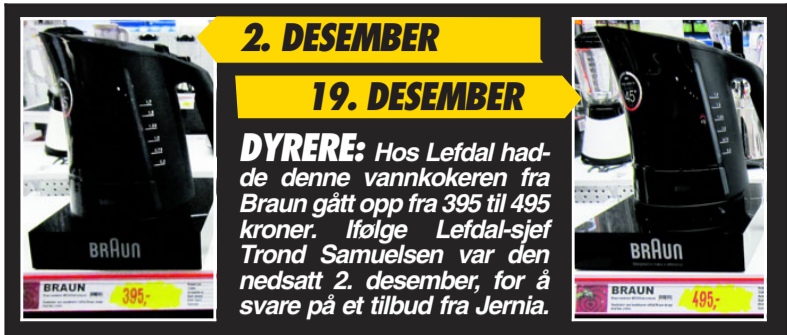 2. DESEMBER
19. DESEMBER
DYRERE: Hos Lefdal had-
de denne vannkokeren fra
Braun gått opp fra 395 til 495
kroner. Ifølge Lefdal-sjef
Trond Samuelsen var den
nedsatt 2. desember, for å
svare på et tilbud fra Jernia.
BRAUN
BRAUN
395,-
45°
BRAUN
BRAUN
495,-